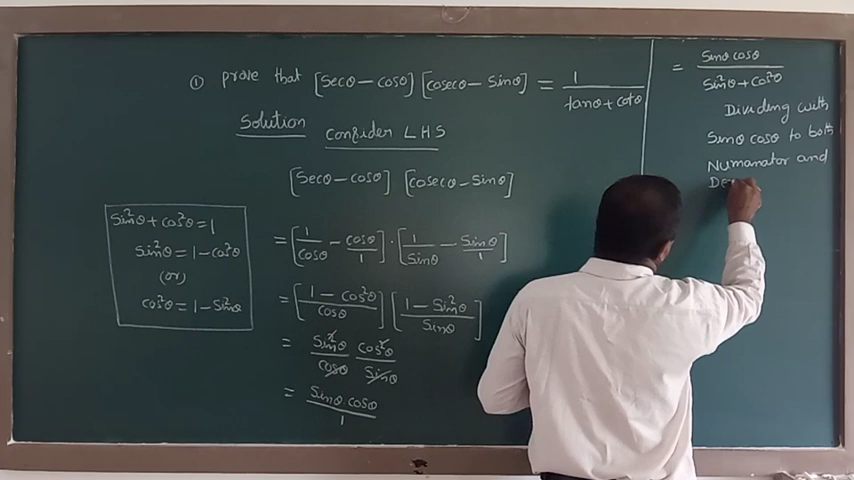 ① prove that [Secθ - cosθ] [cosecθ - Sinθ] = 1/(tanθ + cotθ)
Solution Consider LHS
[Secθ - cosθ] [cosecθ - Sinθ]
= [1/cosθ - cosθ/1] · [1/Sinθ - Sinθ/1]
= [(1 - cos²θ)/cosθ] [(1 - Sin²θ)/Sinθ]
= Sin²θ/cosθ cos²θ/Sinθ
= Sinθ·cosθ/1
Sin²θ + cos²θ = 1
Sin²θ = 1 - cos²θ
(or)
cos²θ = 1 - Sin²θ
= Sinθ cosθ/(Sin²θ + cos²θ)
Dividing with
Sinθ cosθ to both
Numanator and
De